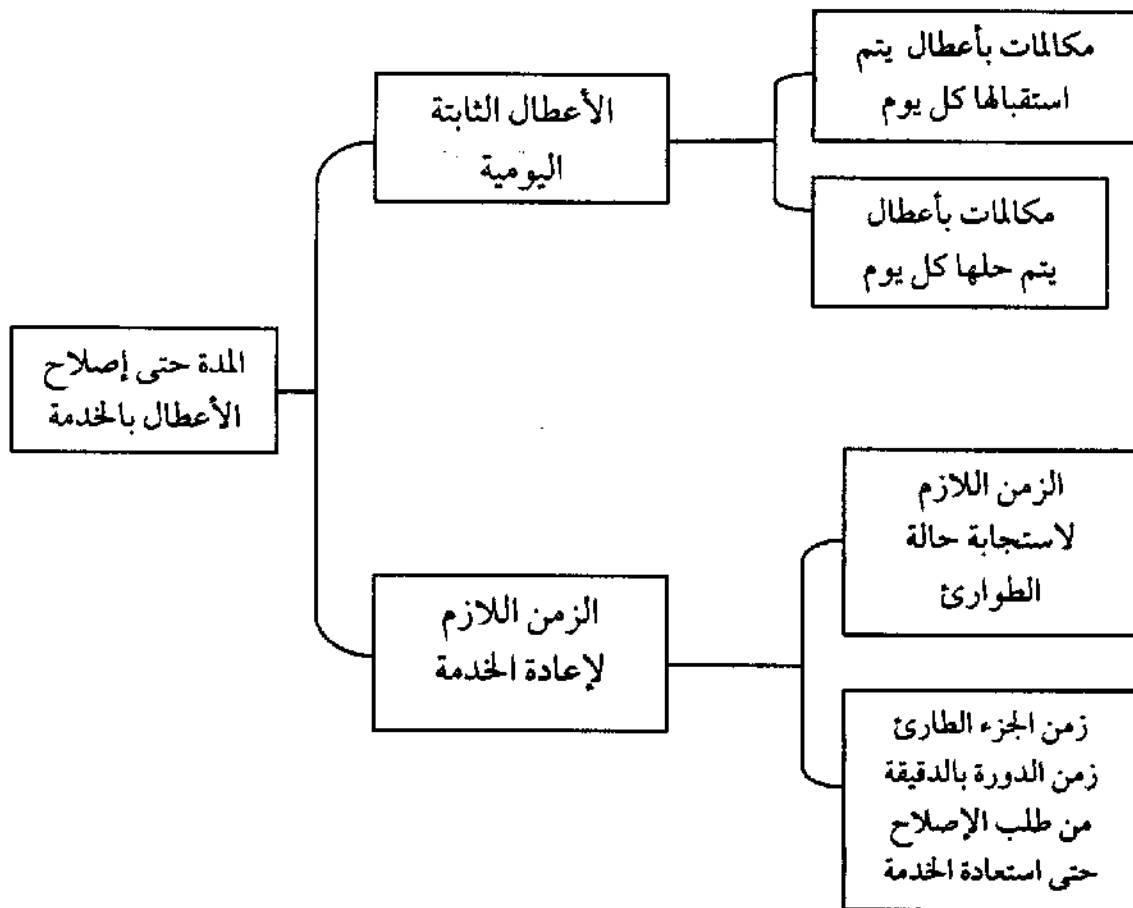 مكالمات بأعطال يتم
استقبالها كل يوم
الأعطال الثابتة
اليومية
مكالمات بأعطال
يتم حلها كل يوم
المدة حتى إصلاح
الأعطال بالخدمة
الزمن اللازم
لاستجابة حالة
الطوارئ
الزمن اللازم
لإعادة الخدمة
زمن الجزء الطارئ
زمن الدورة بالدقيقة
من طلب الإصلاح
حتى استعادة الخدمة